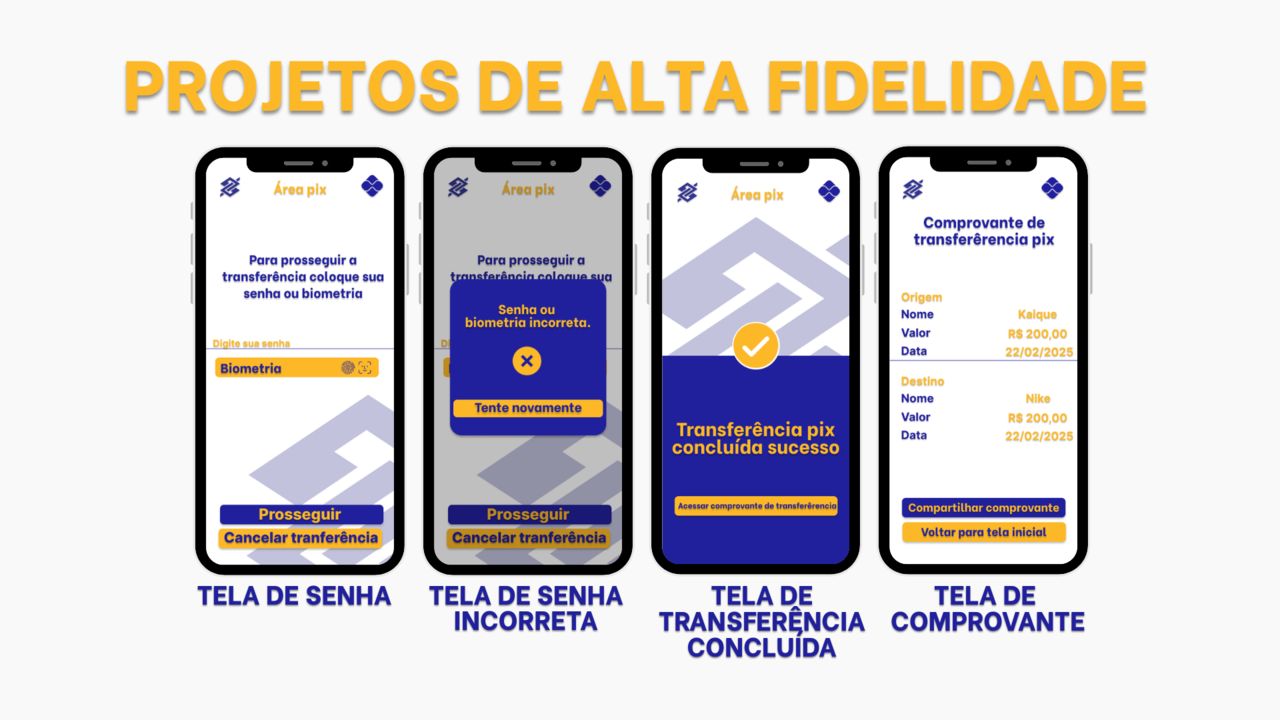 PROJETOS DE ALTA FIDELIDADE
Área pix
Para prosseguir a
transferência coloque sua
senha ou biometria
Digite sua senha
Biometria
Prosseguir
Cancelar tranferência
TELA DE SENHA
Área pix
Para prosseguir a
transferência coloque sua
Senha ou
biometria incorreta.
Tente novamente
Prosseguir
Cancelar tranferência
TELA DE SENHA
INCORRETA
Área pix
Transferência pix
concluída sucesso
Acessar comprovante de transferêrencia
TELA DE
TRANSFERÊNCIA
CONCLUÍDA
Comprovante de
transferêrencia pix
Origem
Nome Kaique
Valor R$ 200,00
Data 22/02/2025
Destino
Nome Nike
Valor R$ 200,00
Data 22/02/2025
Compartilhar comprovante
Voltar para tela inicial
TELA DE
COMPROVANTE